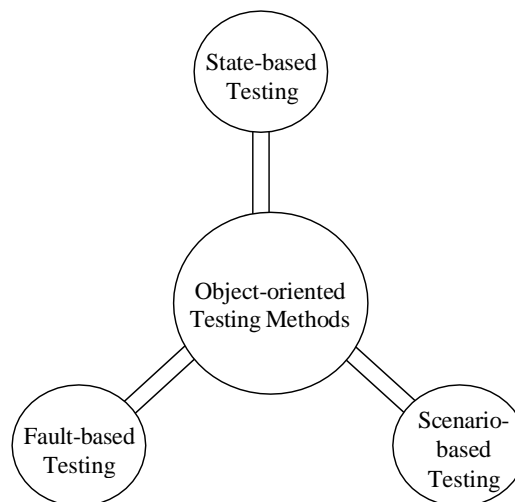 State-based
Testing
Object-oriented
Testing Methods
Fault-based
Testing
Scenario-
based
Testing